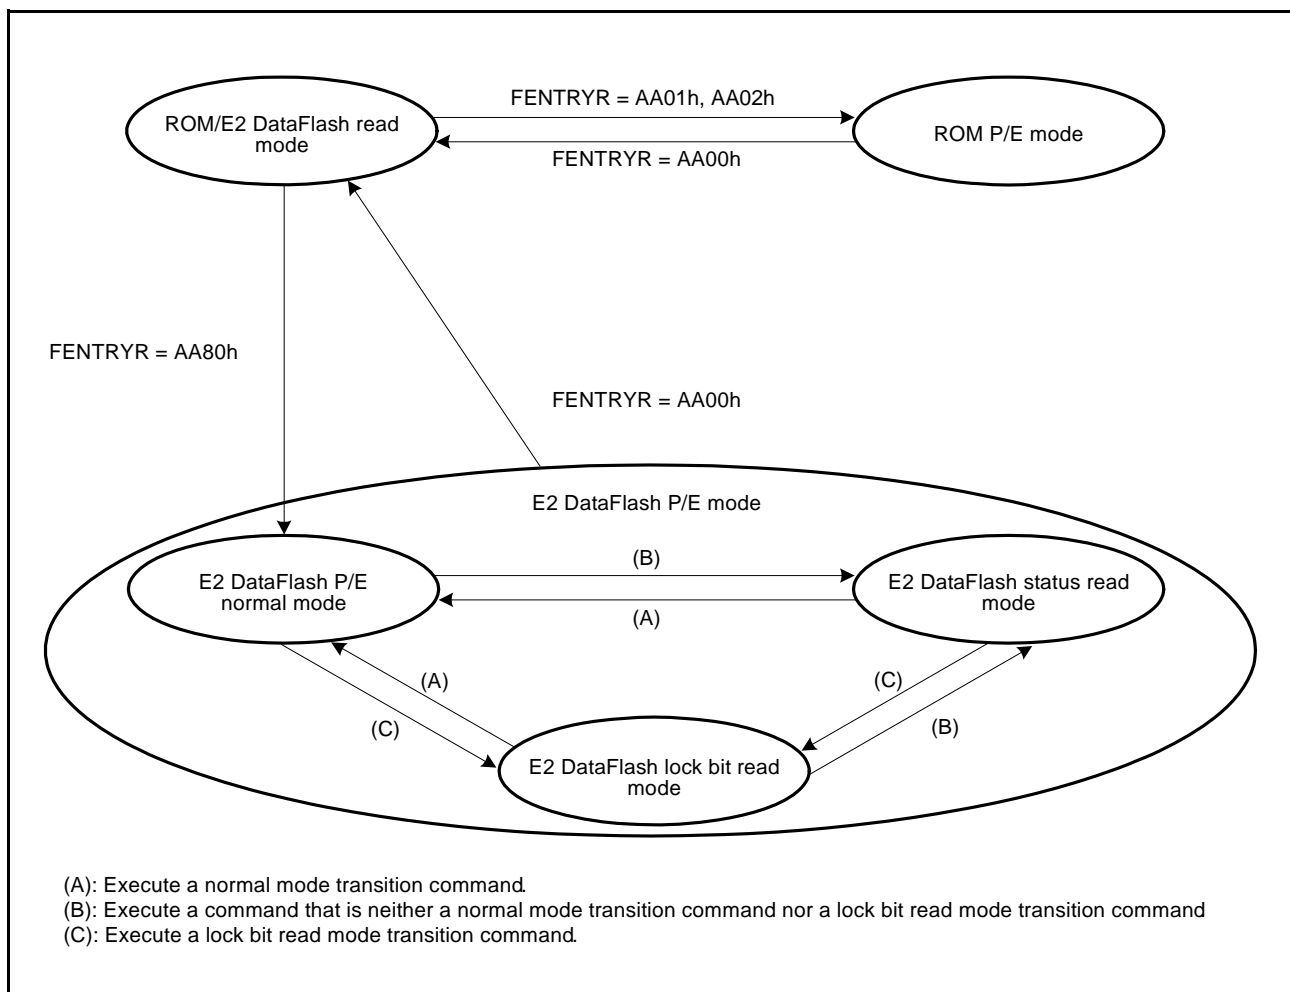 FENTRYR = AA01h, AA02h
ROM/E2 DataFlash read
mode
ROM P/E mode
FENTRYR = AA00h
FENTRYR = AA80h
FENTRYR = AA00h
E2 DataFlash P/E mode
(B)
E2 DataFlash P/E
normal mode
E2 DataFlash status read
mode
(A)
(A)
(C)
(C)
(B)
E2 DataFlash lock bit read
mode
(A): Execute a normal mode transition command.
(B): Execute a command that is neither a normal mode transition command nor a lock bit read mode transition command
(C): Execute a lock bit read mode transition command.